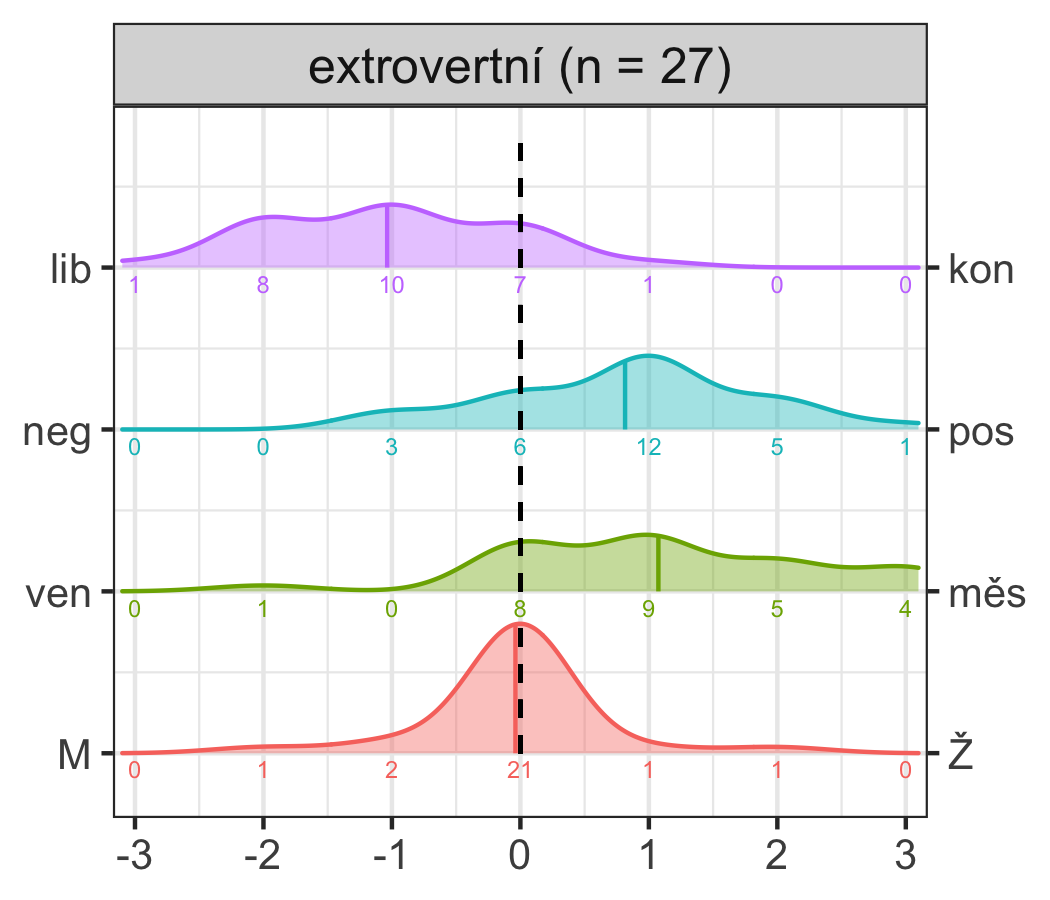 extrovertní (n = 27)
lib kon
1 8 10 7 1 0 0
neg pos
0 0 3 6 12 5 1
ven měs
0 1 0 8 9 5 4
M Ž
0 1 2 21 1 1 0
-3 -2 -1 0 1 2 3